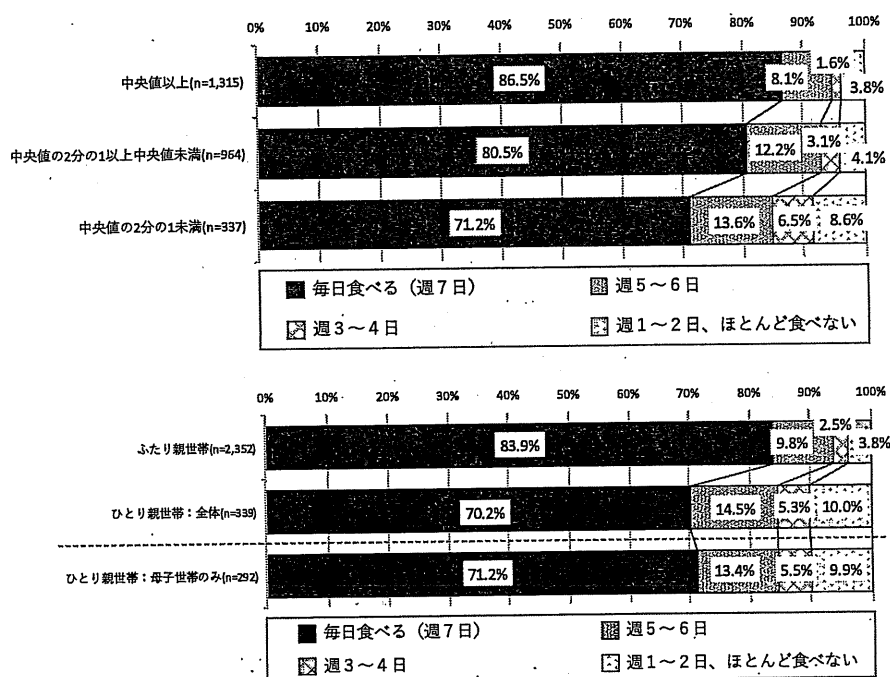 0% 10% 20% 30% 40% 50% 60% 70% 80% 90% 100%
中央値以上(n=1,315) 86.5% 8.1% 1.6% 3.8%
中央値の2分の1以上中央値未満(n=964) 80.5% 12.2% 3.1% 4.1%
中央値の2分の1未満(n=337) 71.2% 13.6% 6.5% 8.6%
毎日食べる（週7日） 週5～6日
週3～4日 週1～2日、ほとんど食べない
0% 10% 20% 30% 40% 50% 60% 70% 80% 90% 100%
ふたり親世帯(n=2,352) 83.9% 9.8% 2.5% 3.8%
ひとり親世帯：全体(n=339) 70.2% 14.5% 5.3% 10.0%
ひとり親世帯：母子世帯のみ(n=292) 71.2% 13.4% 5.5% 9.9%
毎日食べる（週7日） 週5～6日
週3～4日 週1～2日、ほとんど食べない